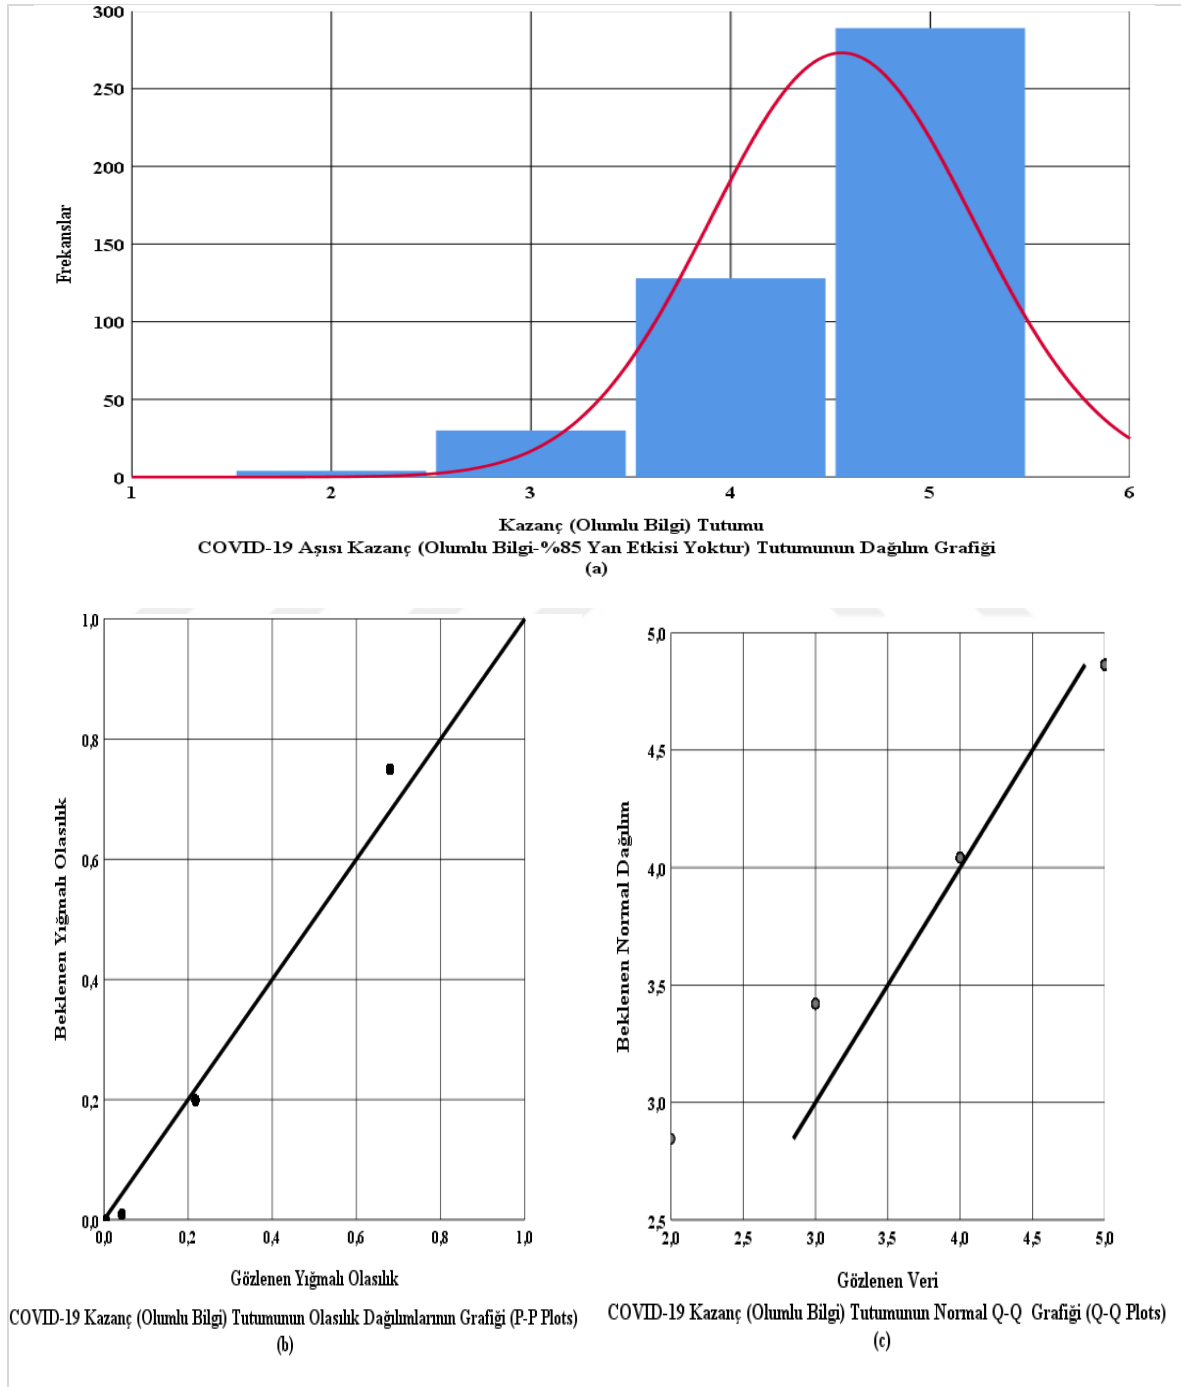 300
250
200
150
100
50
0
Frekanslar
1 2 3 4 5 6
Kazanç (Olumlu Bilgi) Tutumu
COVID-19 Aşısı Kazanç (Olumlu Bilgi-%85 Yan Etkisi Yoktur) Tutumunun Dağılım Grafiği
(a)
1,0
0,8
0,6
0,4
0,2
0,0
Beklenen Yığmalı Olasılık
0,0 0,2 0,4 0,6 0,8 1,0
Gözlenen Yığmalı Olasılık
COVID-19 Kazanç (Olumlu Bilgi) Tutumunun Olasılık Dağılımlarının Grafiği (P-P Plots)
(b)
5,0
4,5
4,0
3,5
3,0
2,5
Beklenen Normal Dağılım
2,0 2,5 3,0 3,5 4,0 4,5 5,0
Gözlenen Veri
COVID-19 Kazanç (Olumlu Bilgi) Tutumunun Normal Q-Q Grafiği (Q-Q Plots)
(c)